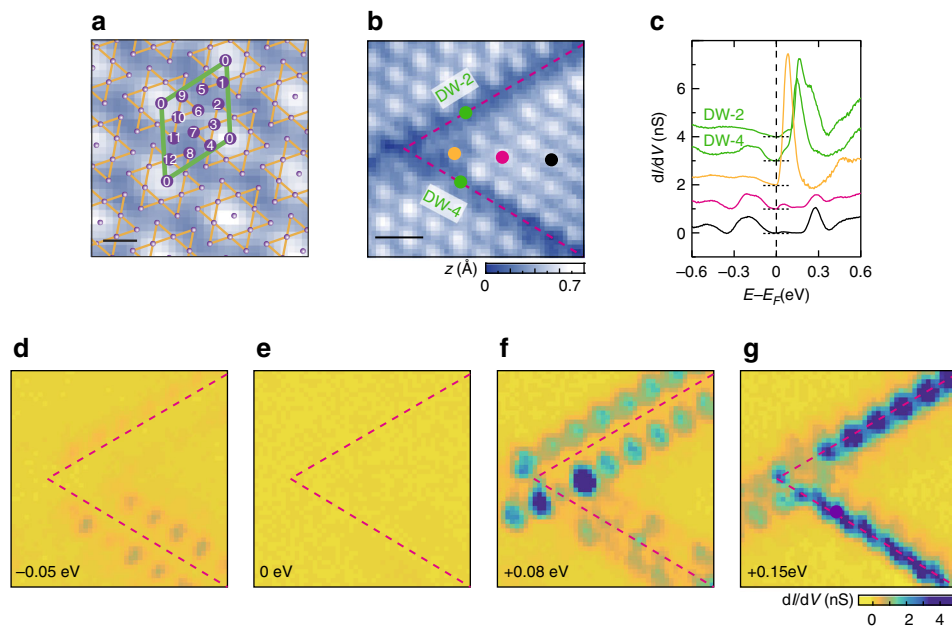 a
0
9 5 1
0
10 6 2
11 7 3
12 8 4 0
0
b
DW-2
DW-4
z (Å)
0 0.7
c
dI/dV (nS)
6
4
2
0
DW-2
DW-4
−0.6 −0.3 0 0.3 0.6
E–E_F(eV)
d
−0.05 eV
e
0 eV
f
+0.08 eV
g
+0.15eV
dI/dV (nS)
0 2 4